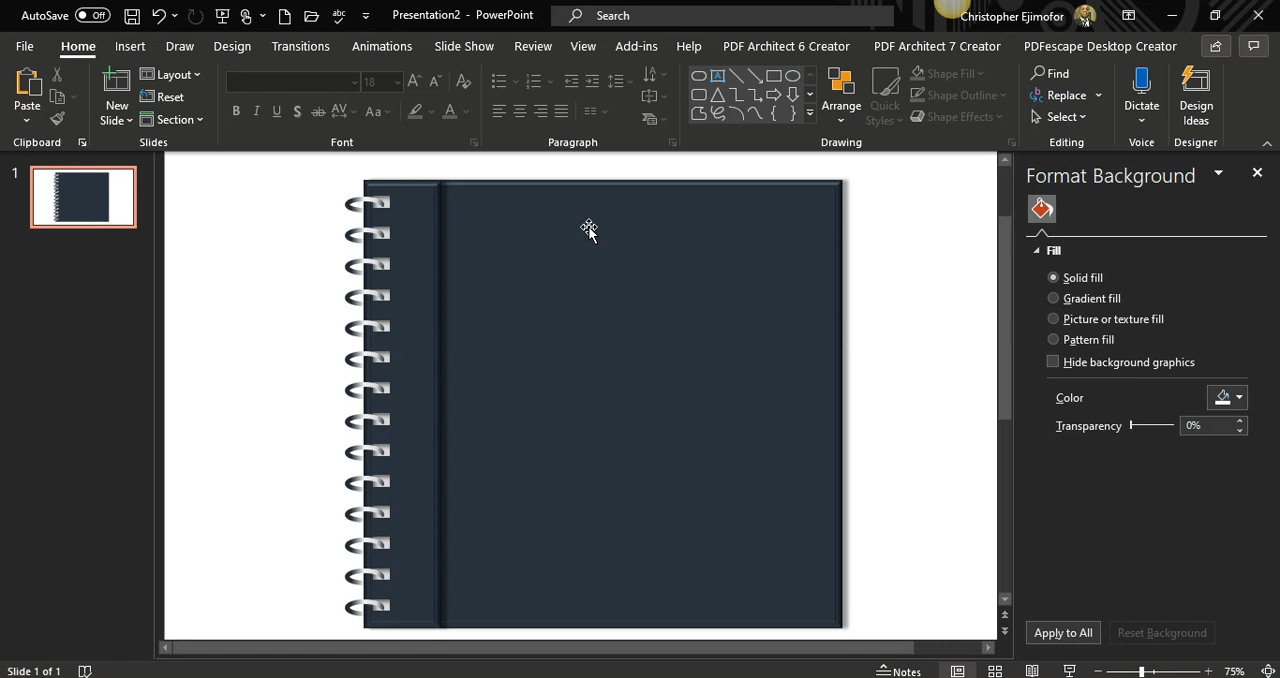 AutoSave Off abc Presentation2 - PowerPoint Search Christopher Ejimofor
File Home Insert Draw Design Transitions Animations Slide Show Review View Add-ins Help PDF Architect 6 Creator PDF Architect 7 Creator PDFescape Desktop Creator
Paste New Slide Layout Reset Section 18 B I U S ab AV Aa A A A A Arrange Quick Styles Shape Fill Shape Outline Shape Effects Find Replace Select Dictate Design Ideas
Clipboard Slides Font Paragraph Drawing Editing Voice Designer
1
Format Background
Fill
Solid fill
Gradient fill
Picture or texture fill
Pattern fill
Hide background graphics
Color
Transparency 0%
Apply to All Reset Background
Slide 1 of 1 Notes 75%